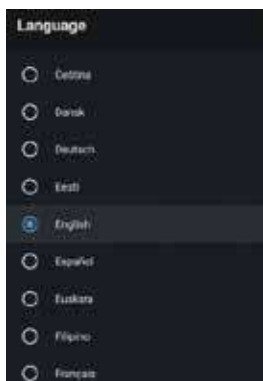 Language
Čeština
Dansk
Deutsch
Eesti
English
Español
Euskara
Filipino
Français